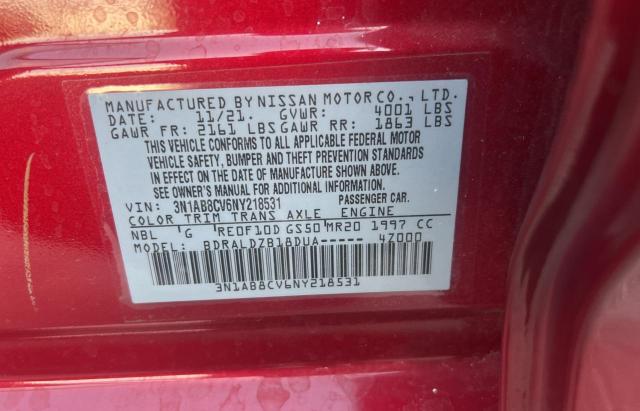 MANUFACTURED BY NISSAN MOTOR CO., LTD.
DATE: 11/21. GVWR: 4001 LBS
GAWR FR: 2161 LBS GAWR RR: 1863 LBS
THIS VEHICLE CONFORMS TO ALL APPLICABLE FEDERAL MOTOR
VEHICLE SAFETY, BUMPER AND THEFT PREVENTION STANDARDS
IN EFFECT ON THE DATE OF MANUFACTURE SHOWN ABOVE.
SEE OWNER'S MANUAL FOR ADDITIONAL INFORMATION.
VIN: 3N1AB8CV6NY218531 PASSENGER CAR.
COLOR TRIM TRANS AXLE ENGINE
NBL G RE0F10D GS50 MR20 1997 CC
MODEL: BDRALDZB18DUA----- 4Z000
3N1AB8CV6NY218531